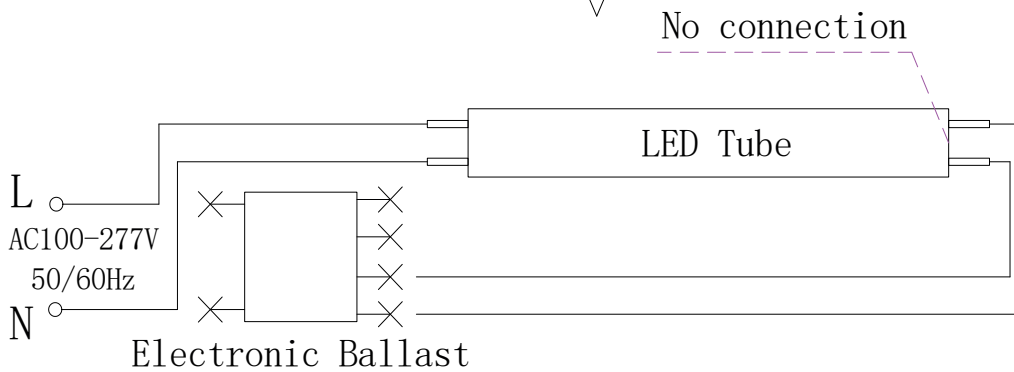 No connection
LED Tube
L
AC100-277V
50/60Hz
N
Electronic Ballast